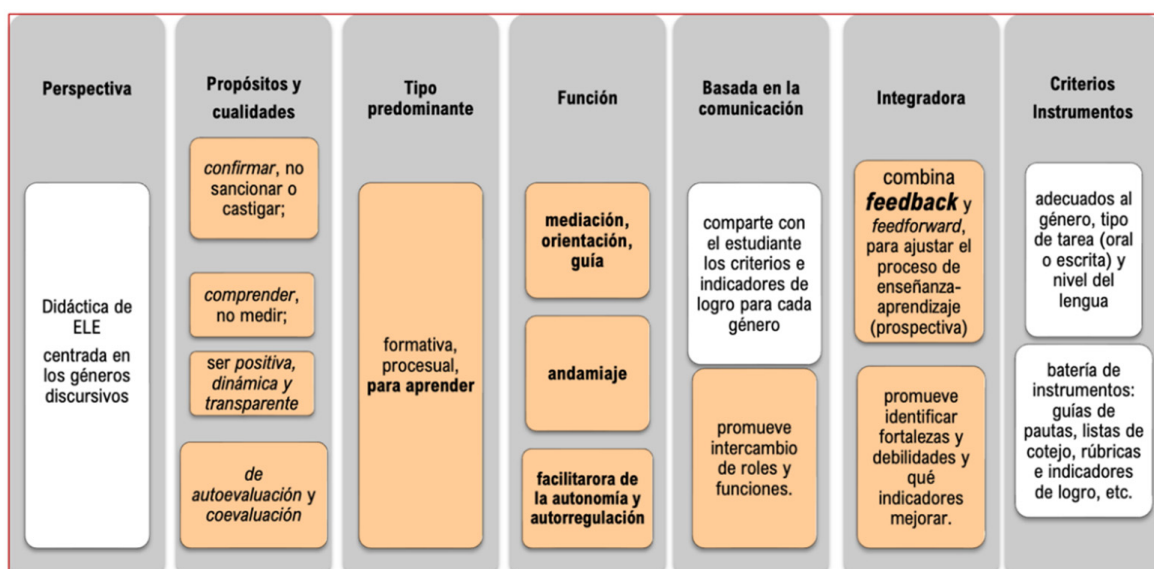 Perspectiva
Didáctica de
ELE
centrada en
los géneros
discursivos
Propósitos y
cualidades
confirmar, no
sancionar o
castigar;
comprender,
no medir;
ser positiva,
dinámica y
transparente
de
autoevaluación y
coevaluación
Tipo
predominante
formativa,
procesual,
para aprender
Función
mediación,
orientación,
guía
andamiaje
facilitarora de
la autonomía y
autorregulación
Basada en la
comunicación
comparte con
el estudiante
los criterios e
indicadores de
logro para cada
género
promueve
intercambio
de roles y
funciones.
Integradora
combina
feedback y
feedforward,
para ajustar el
proceso de
enseñanza-
aprendizaje
(prospectiva)
promueve
identificar
fortalezas y
debilidades y
qué
indicadores
mejorar.
Criterios
Instrumentos
adecuados al
género, tipo
de tarea (oral
o escrita) y
nivel del
lengua
batería de
instrumentos:
guías de
pautas, listas de
cotejo, rúbricas
e indicadores
de logro, etc.